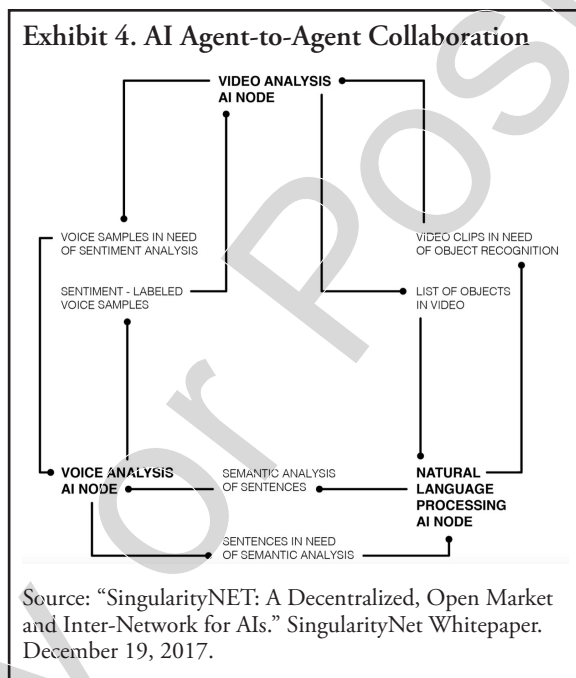 Exhibit 4. AI Agent-to-Agent Collaboration
VIDEO ANALYSIS
AI NODE
VOICE SAMPLES IN NEED
OF SENTIMENT ANALYSIS
VIDEO CLIPS IN NEED
OF OBJECT RECOGNITION
SENTIMENT - LABELED
VOICE SAMPLES
LIST OF OBJECTS
IN VIDEO
VOICE ANALYSIS
AI NODE
SEMANTIC ANALYSIS
OF SENTENCES
NATURAL
LANGUAGE
PROCESSING
AI NODE
SENTENCES IN NEED
OF SEMANTIC ANALYSIS
Source: “SingularityNET: A Decentralized, Open Market
and Inter-Network for AIs.” SingularityNet Whitepaper.
December 19, 2017.
or Pos